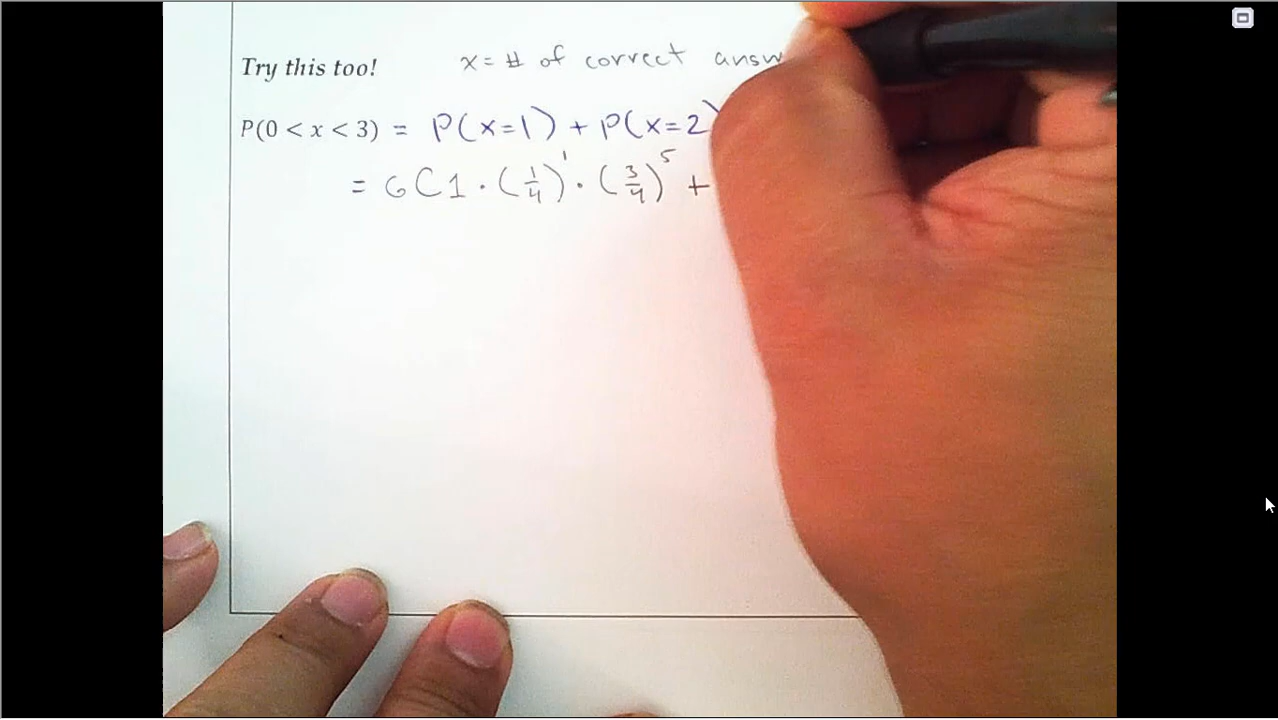 Try this too! x = # of correct answ
P(0 < x < 3) = P(x=1) + P(x=2)
= 6C1 · (1/4)^1 · (3/4)^5 +